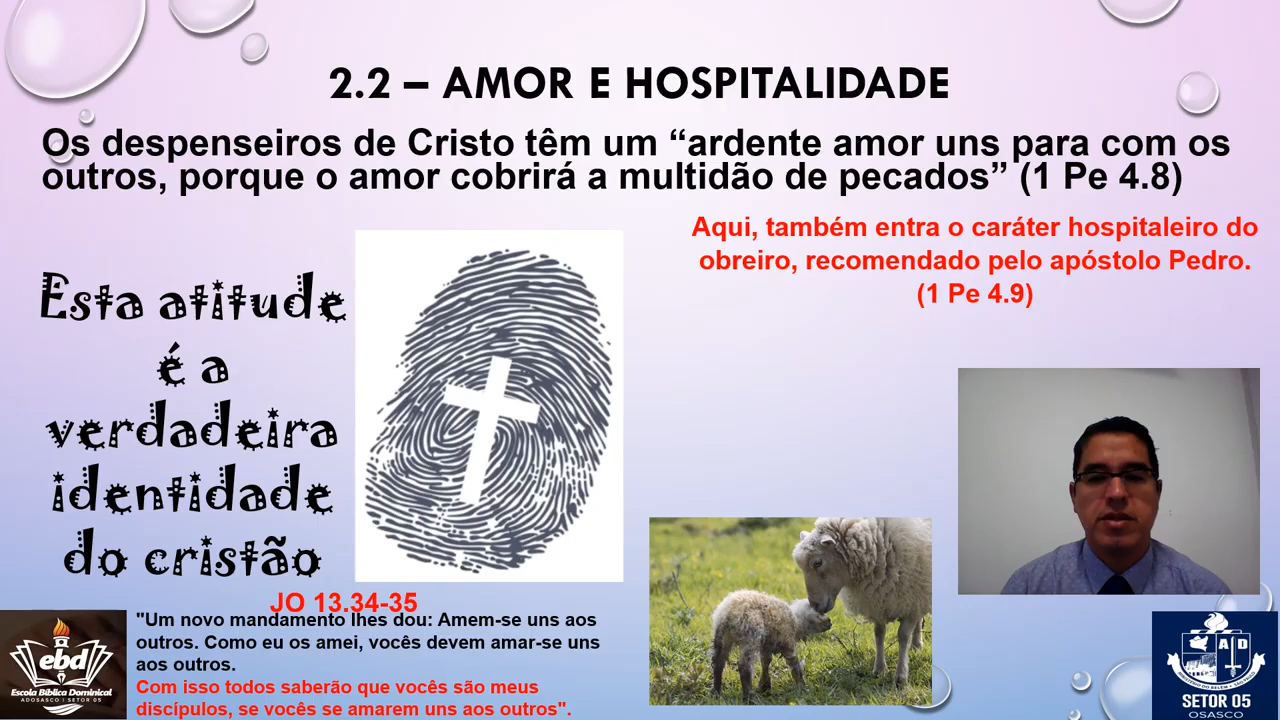 2.2 – AMOR E HOSPITALIDADE
Os despenseiros de Cristo têm um “ardente amor uns para com os
outros, porque o amor cobrirá a multidão de pecados” (1 Pe 4.8)
Aqui, também entra o caráter hospitaleiro do
obreiro, recomendado pelo apóstolo Pedro.
(1 Pe 4.9)
Esta atitude
é a
verdadeira
identidade
do cristão
JO 13.34-35
"Um novo mandamento lhes dou: Amem-se uns aos
outros. Como eu os amei, vocês devem amar-se uns
aos outros.
Com isso todos saberão que vocês são meus
discípulos, se vocês se amarem uns aos outros".
ebd
Escola Bíblica Dominical
ADOSASCO | SETOR 05
A D
SETOR 05
OSASCO